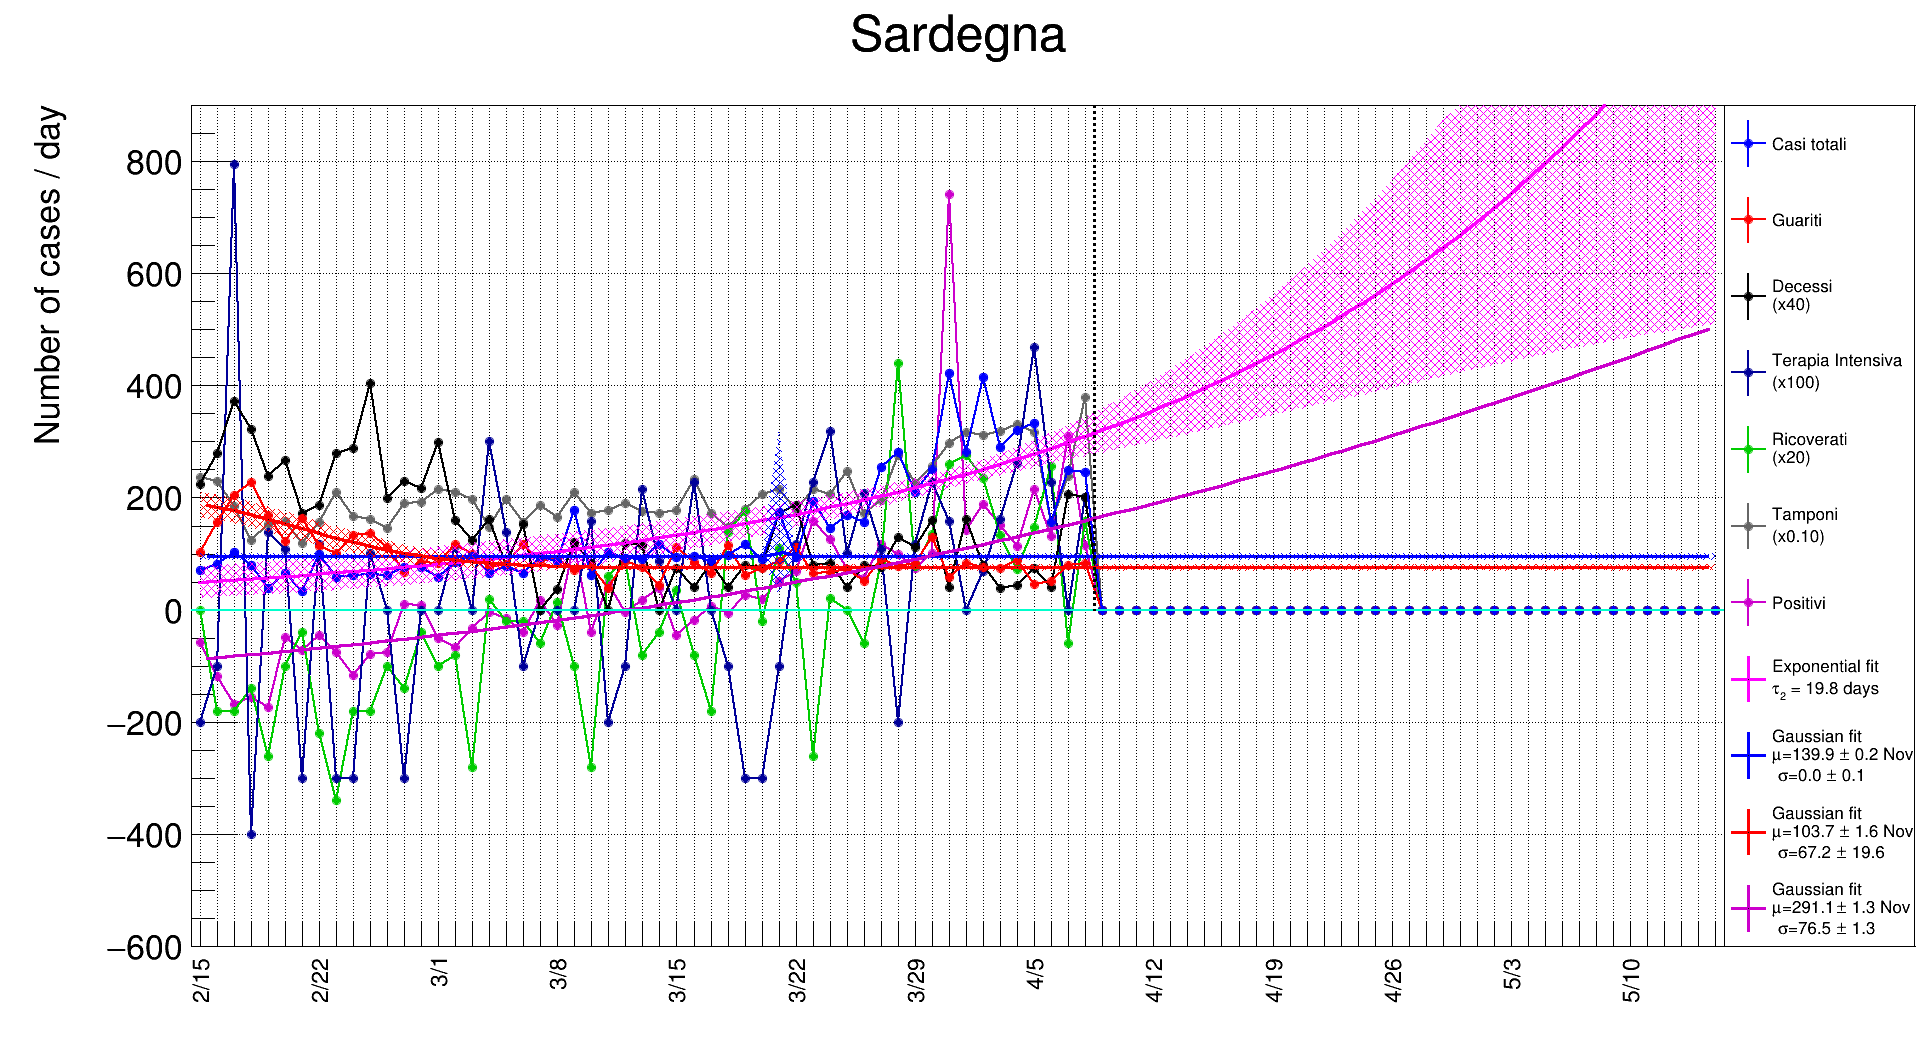 Sardegna
Number of cases / day
800
600
400
200
0
−200
−400
−600
2/15
2/22
3/1
3/8
3/15
3/22
3/29
4/5
4/12
4/19
4/26
5/3
5/10
Casi totali
Guariti
Decessi
(x40)
Terapia Intensiva
(x100)
Ricoverati
(x20)
Tamponi
(x0.10)
Positivi
Exponential fit
τ₂ = 19.8 days
Gaussian fit
μ=139.9 ± 0.2 Nov
σ=0.0 ± 0.1
Gaussian fit
μ=103.7 ± 1.6 Nov
σ=67.2 ± 19.6
Gaussian fit
μ=291.1 ± 1.3 Nov
σ=76.5 ± 1.3